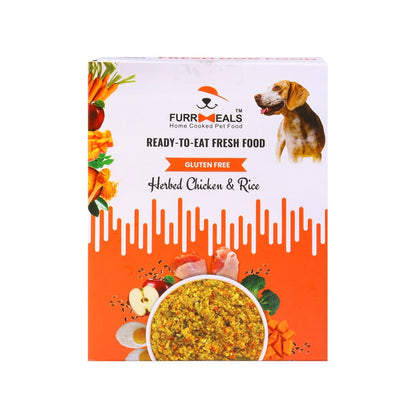 FURRMEALS™
Home Cooked Pet Food
READY-TO-EAT FRESH FOOD
GLUTEN FREE
Herbed Chicken & Rice